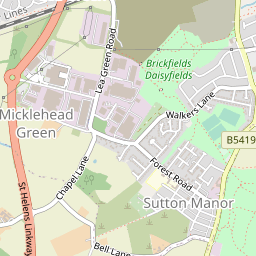 Lines
Lea Green Road
Brickfields
Daisyfields
Micklehead
Green
Walkers Lane
B5419
Chapel Lane
Forest Road
St Helens Linkway
Sutton Manor
Bell Lane